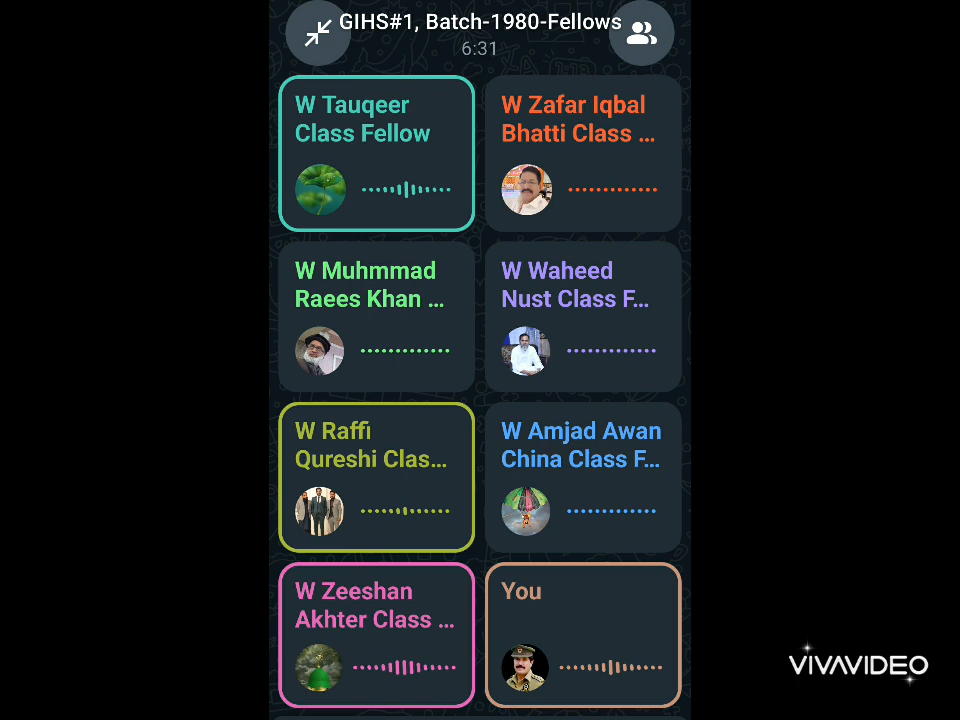 GIHS#1, Batch-1980-Fellows
6:31
W Tauqeer
Class Fellow
W Zafar Iqbal
Bhatti Class ...
W Muhmmad
Raees Khan ...
W Waheed
Nust Class F...
W Raffi
Qureshi Clas...
W Amjad Awan
China Class F...
W Zeeshan
Akhter Class ...
You
VIVAVIDEO